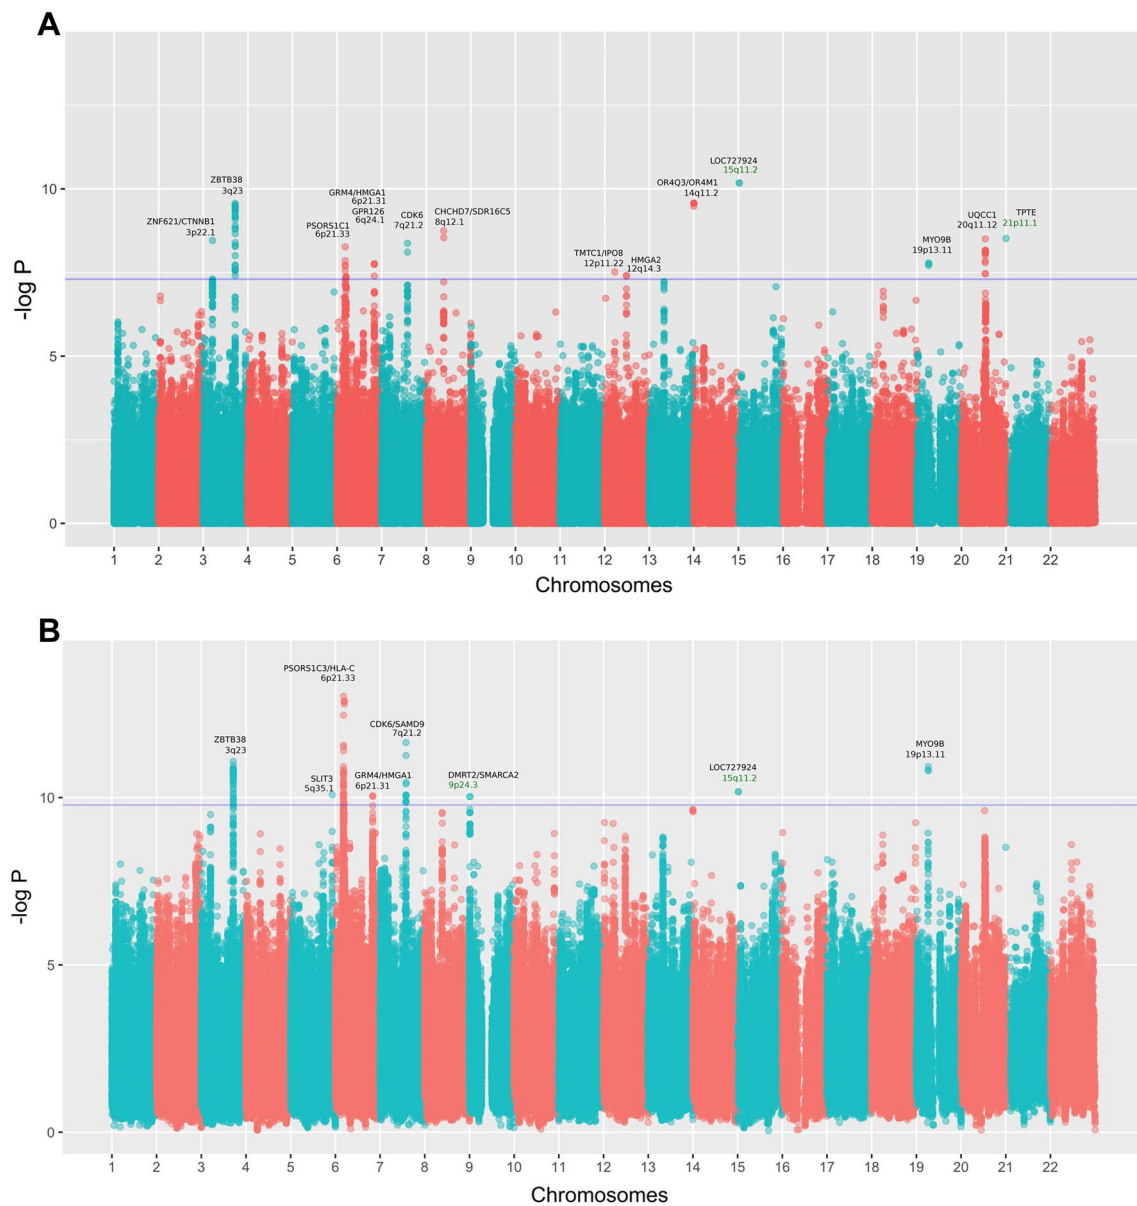 A
-log P
10
5
0
ZNF621/CTNNB1
3p22.1
ZBTB38
3q23
PSORS1C1
6p21.33
GRM4/HMGA1
6p21.31
GPR126
6q24.1
CDK6
7q21.2
CHCHD7/SDR16C5
8q12.1
TMTC1/IPO8
12p11.22
HMGA2
12q14.3
OR4Q3/OR4M1
14q11.2
LOC727924
15q11.2
MYO9B
19p13.11
UQCC1
20q11.12
TPTE
21p11.1
1 2 3 4 5 6 7 8 9 10 11 12 13 14 15 16 17 18 19 20 21 22
Chromosomes
B
-log P
10
5
0
ZBTB38
3q23
SLIT3
5q35.1
PSORS1C3/HLA-C
6p21.33
GRM4/HMGA1
6p21.31
CDK6/SAMD9
7q21.2
DMRT2/SMARCA2
9p24.3
LOC727924
15q11.2
MYO9B
19p13.11
1 2 3 4 5 6 7 8 9 10 11 12 13 14 15 16 17 18 19 20 21 22
Chromosomes